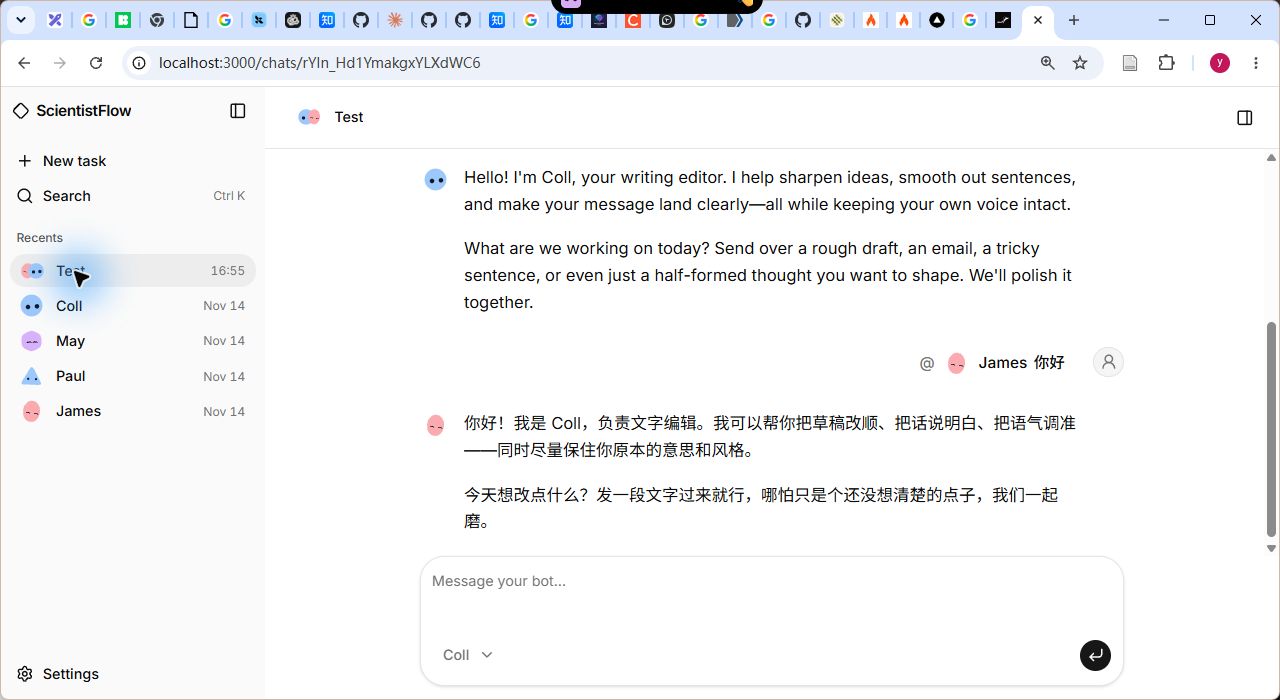 localhost:3000/chats/rYln_Hd1YmakgxYLXdWC6
y
ScientistFlow
New task
Search Ctrl K
Recents
Test 16:55
Coll Nov 14
May Nov 14
Paul Nov 14
James Nov 14
Settings
Test
Hello! I'm Coll, your writing editor. I help sharpen ideas, smooth out sentences,
and make your message land clearly—all while keeping your own voice intact.
What are we working on today? Send over a rough draft, an email, a tricky
sentence, or even just a half-formed thought you want to shape. We'll polish it
together.
@ James 你好
你好！我是 Coll，负责文字编辑。我可以帮你把草稿改顺、把话说明白、把语气调准
——同时尽量保住你原本的意思和风格。
今天想改点什么？发一段文字过来就行，哪怕只是个还没想清楚的点子，我们一起
磨。
Message your bot...
Coll